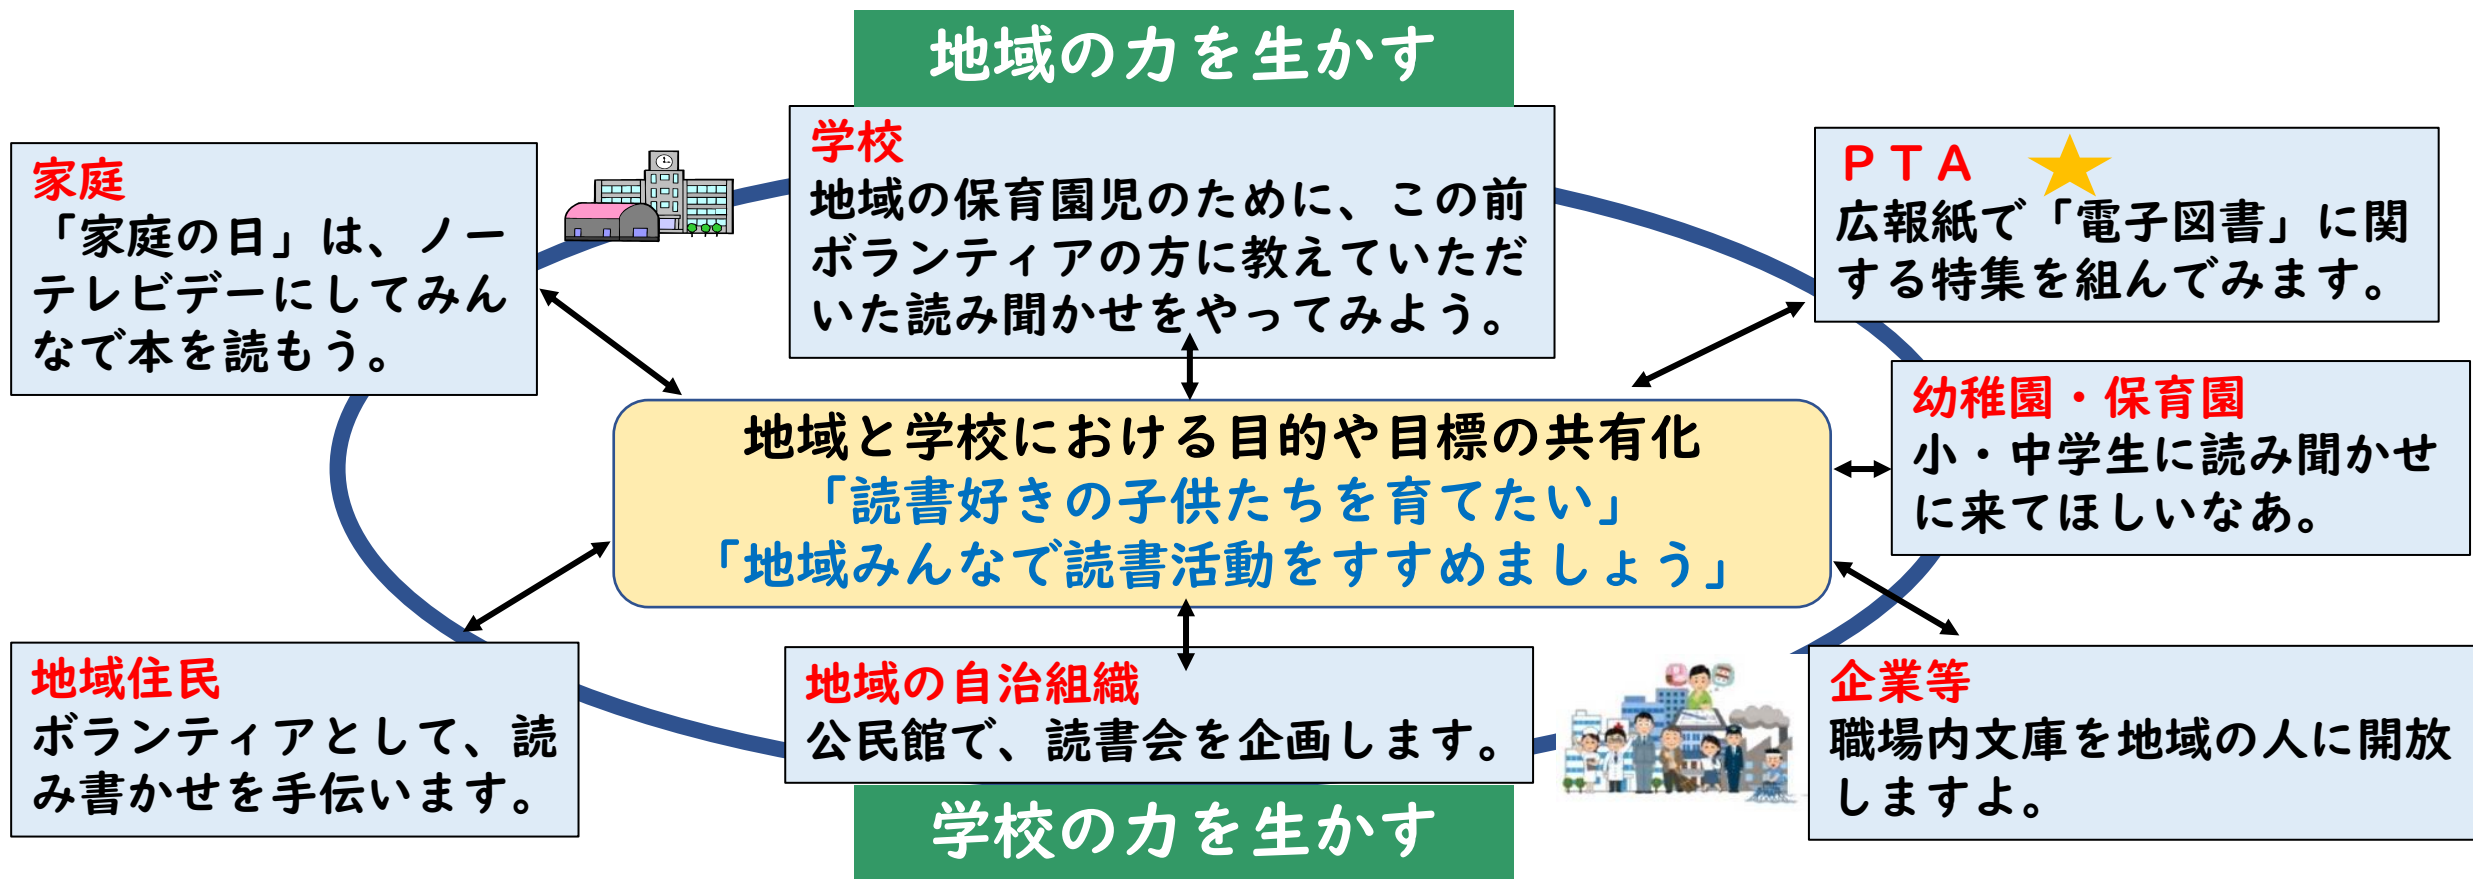 地域の力を生かす
家庭
「家庭の日」は、ノー
テレビデーにしてみん
なで本を読もう。
学校
地域の保育園児のために、この前
ボランティアの方に教えていただ
いた読み聞かせをやってみよう。
ＰＴＡ
広報紙で「電子図書」に関
する特集を組んでみます。
地域と学校における目的や目標の共有化
「読書好きの子供たちを育てたい」
「地域みんなで読書活動をすすめましょう」
幼稚園・保育園
小・中学生に読み聞かせ
に来てほしいなあ。
地域住民
ボランティアとして、読
み書かせを手伝います。
地域の自治組織
公民館で、読書会を企画します。
企業等
職場内文庫を地域の人に開放
しますよ。
学校の力を生かす